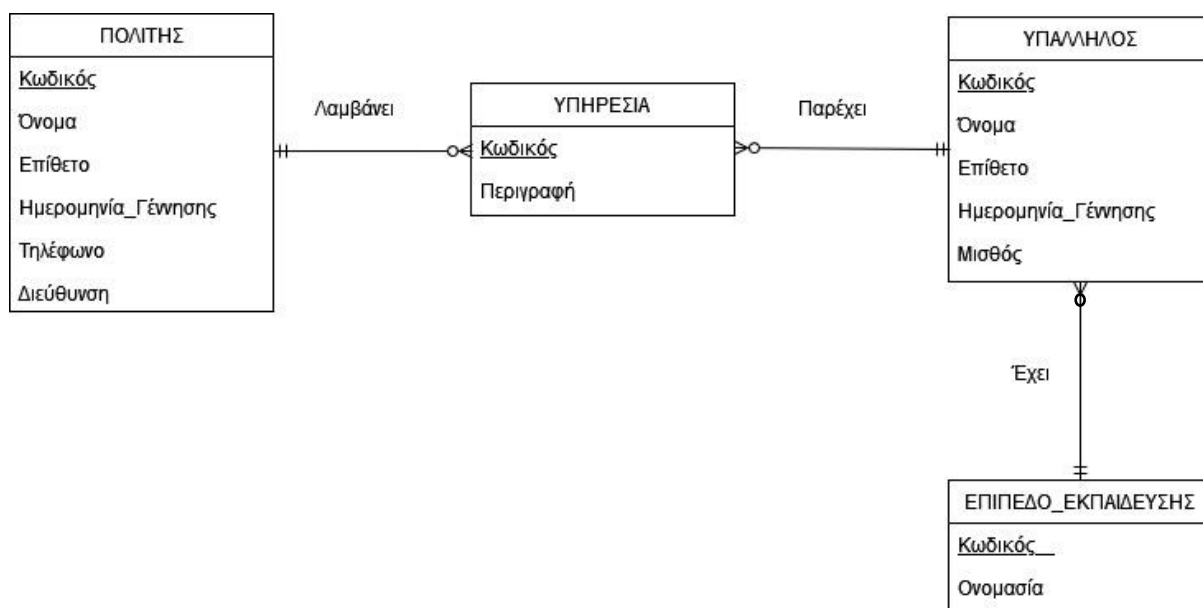 ΠΟΛΙΤΗΣ
Κωδικός
Όνομα
Επίθετο
Ημερομηνία_Γέννησης
Τηλέφωνο
Διεύθυνση
Λαμβάνει
ΥΠΗΡΕΣΙΑ
Κωδικός
Περιγραφή
Παρέχει
ΥΠΑΛΛΗΛΟΣ
Κωδικός
Όνομα
Επίθετο
Ημερομηνία_Γέννησης
Μισθός
Έχει
ΕΠΙΠΕΔΟ_ΕΚΠΑΙΔΕΥΣΗΣ
Κωδικός
Ονομασία